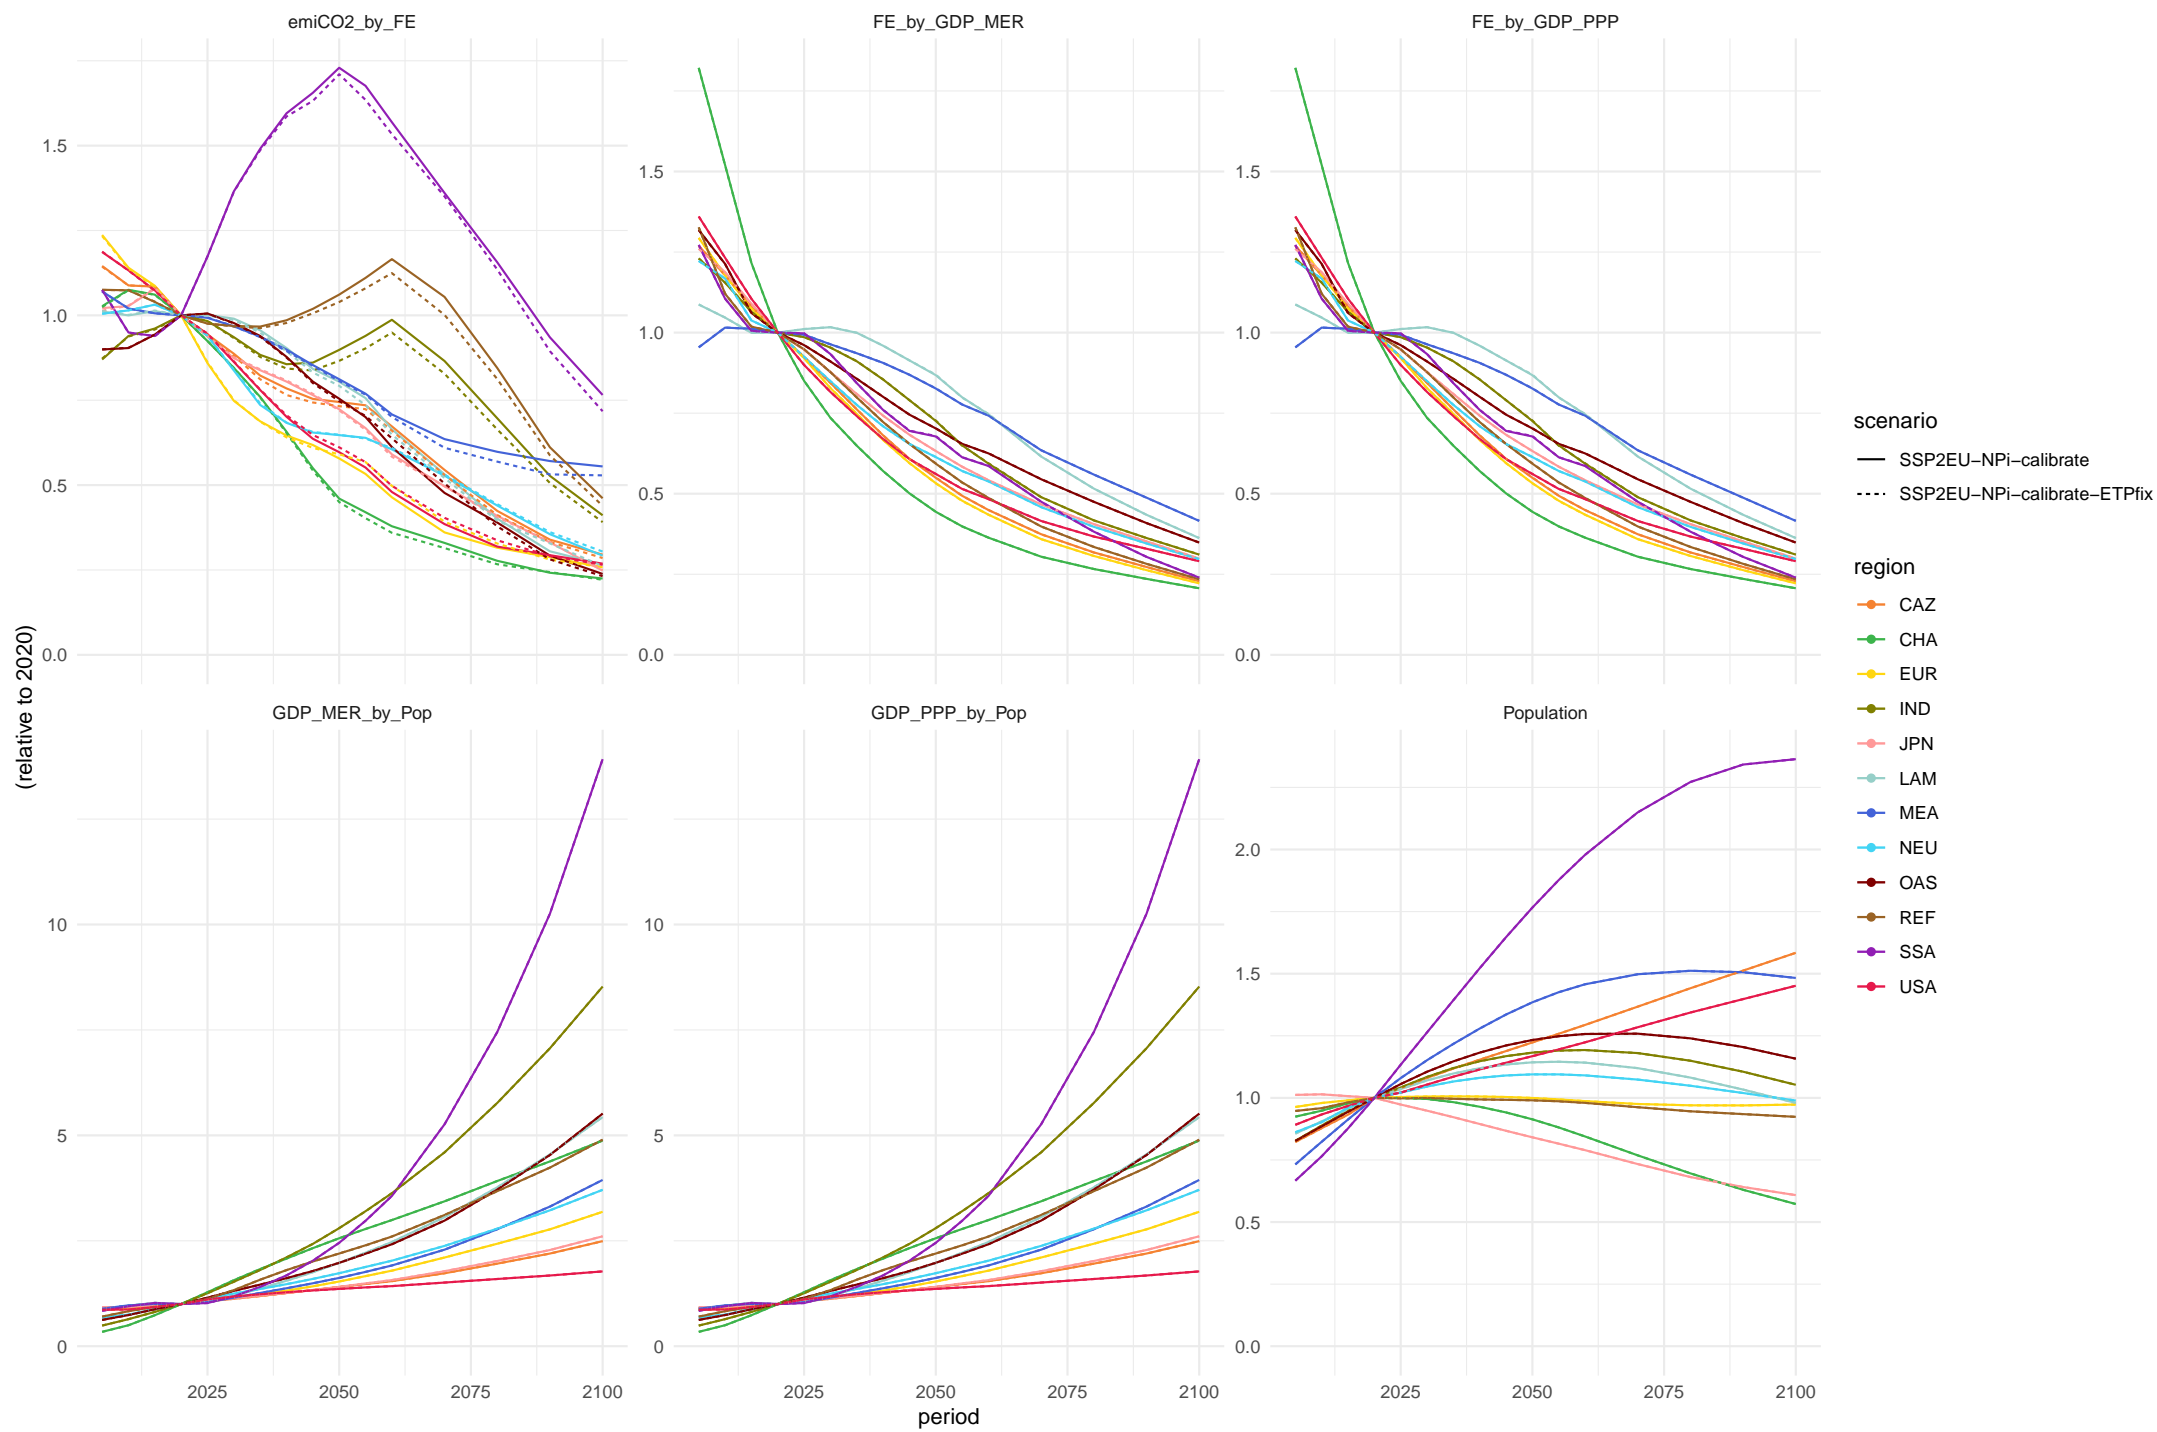 emiCO2_by_FE
FE_by_GDP_MER
FE_by_GDP_PPP
1.5
1.0
0.5
0.0
1.5
1.0
0.5
0.0
1.5
1.0
0.5
0.0
(relative to 2020)
GDP_MER_by_Pop
GDP_PPP_by_Pop
Population
10
5
0
10
5
0
2.0
1.5
1.0
0.5
0.0
2025 2050 2075 2100
2025 2050 2075 2100
2025 2050 2075 2100
period
scenario
SSP2EU−NPi−calibrate
SSP2EU−NPi−calibrate−ETPfix
region
CAZ
CHA
EUR
IND
JPN
LAM
MEA
NEU
OAS
REF
SSA
USA